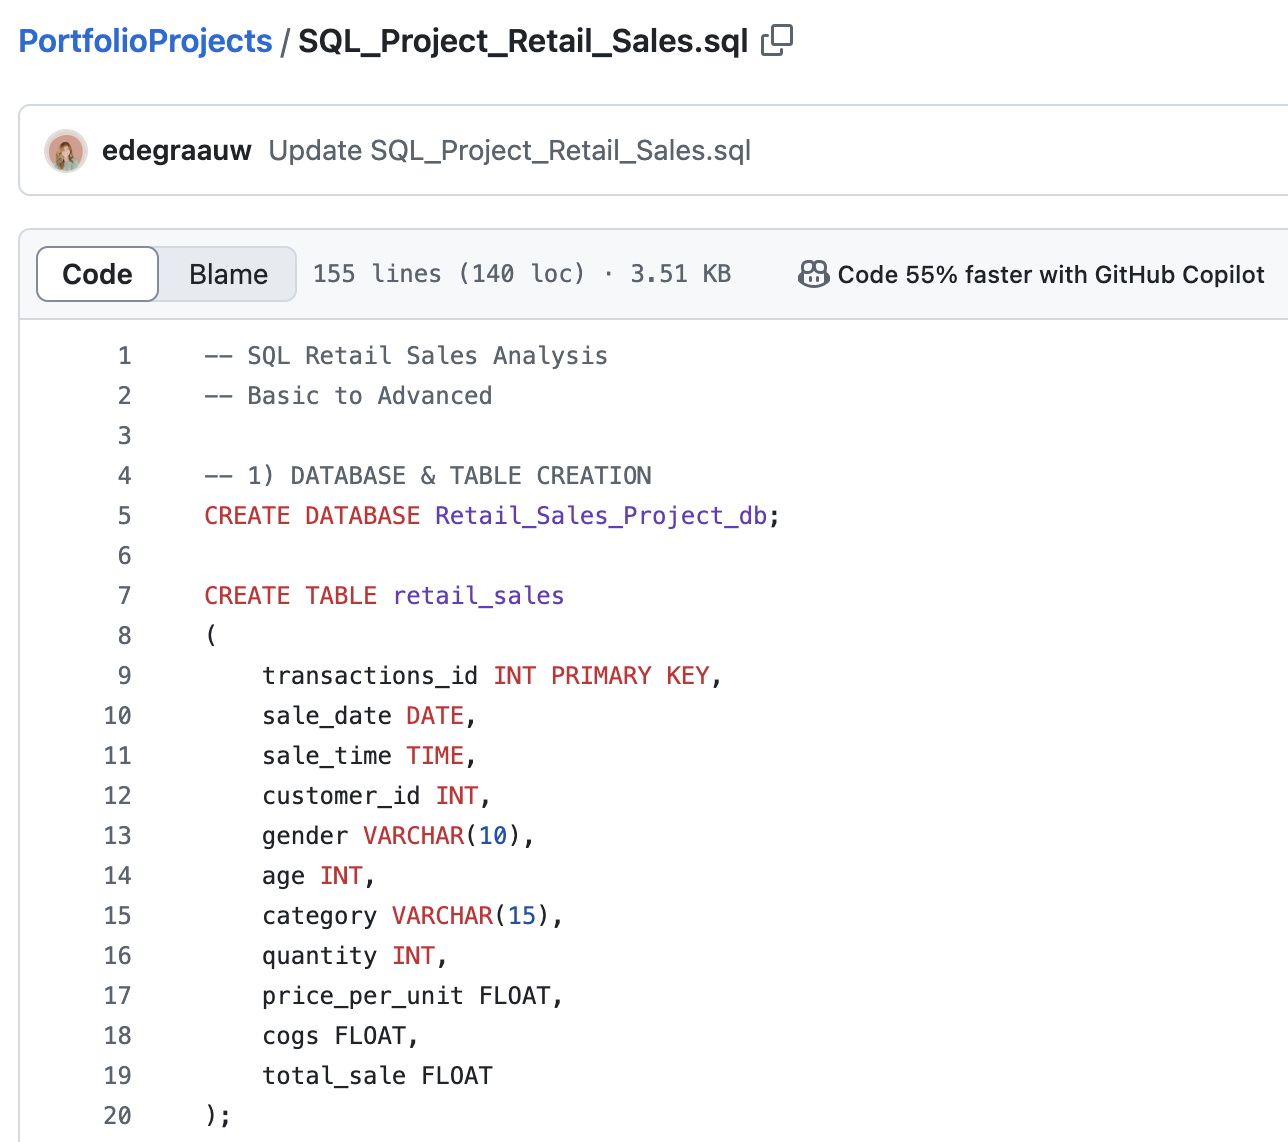 PortfolioProjects / SQL_Project_Retail_Sales.sql
edegraauw Update SQL_Project_Retail_Sales.sql
Code Blame 155 lines (140 loc) · 3.51 KB Code 55% faster with GitHub Copilot
1 -- SQL Retail Sales Analysis
2 -- Basic to Advanced
3
4 -- 1) DATABASE & TABLE CREATION
5 CREATE DATABASE Retail_Sales_Project_db;
6
7 CREATE TABLE retail_sales
8 (
9 transactions_id INT PRIMARY KEY,
10 sale_date DATE,
11 sale_time TIME,
12 customer_id INT,
13 gender VARCHAR(10),
14 age INT,
15 category VARCHAR(15),
16 quantity INT,
17 price_per_unit FLOAT,
18 cogs FLOAT,
19 total_sale FLOAT
20 );